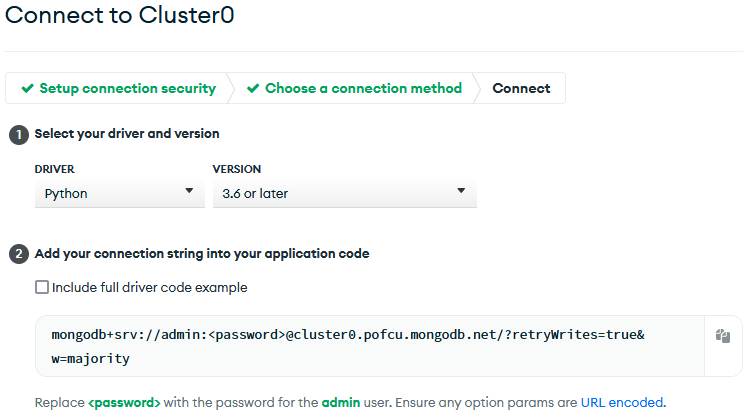 Connect to Cluster0
✔ Setup connection security ✔ Choose a connection method Connect
1 Select your driver and version
DRIVER VERSION
Python 3.6 or later
2 Add your connection string into your application code
Include full driver code example
mongodb+srv://admin:<password>@cluster0.pofcu.mongodb.net/?retryWrites=true&
w=majority
Replace <password> with the password for the admin user. Ensure any option params are URL encoded.